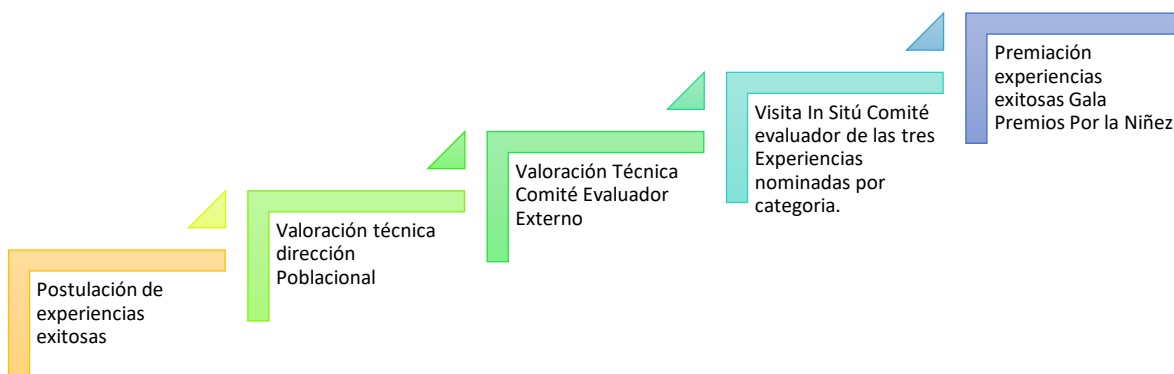 Postulación de
experiencias
exitosas
Valoración técnica
dirección
Poblacional
Valoración Técnica
Comité Evaluador
Externo
Visita In Sitú Comité
evaluador de las tres
Experiencias
nominadas por
categoria.
Premiación
experiencias
exitosas Gala
Premios Por la Niñez